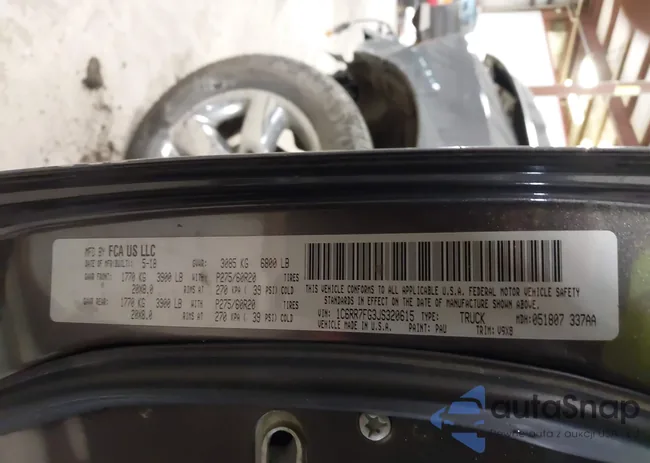 MFD BY FCA US LLC
DATE OF MFR/BUILT: 5-18 GVWR: 3085 KG 6800 LB
GAWR FRONT: 1770 KG 3900 LB WITH P275/60R20 TIRES
20X8.0 RIMS AT 270 KPA ( 39 PSI) COLD
GAWR REAR: 1770 KG 3900 LB WITH P275/60R20 TIRES
20X8.0 RIMS AT 270 KPA ( 39 PSI) COLD
THIS VEHICLE CONFORMS TO ALL APPLICABLE U.S.A. FEDERAL MOTOR VEHICLE SAFETY
STANDARDS IN EFFECT ON THE DATE OF MANUFACTURE SHOWN ABOVE.
VIN: 1C6RR7FG3JS320615 TYPE: TRUCK MDH: 051807 337AA
MADE IN U.S.A. PAINT: PAU TRIM: V9X8
autoSnap
auta z aukcji